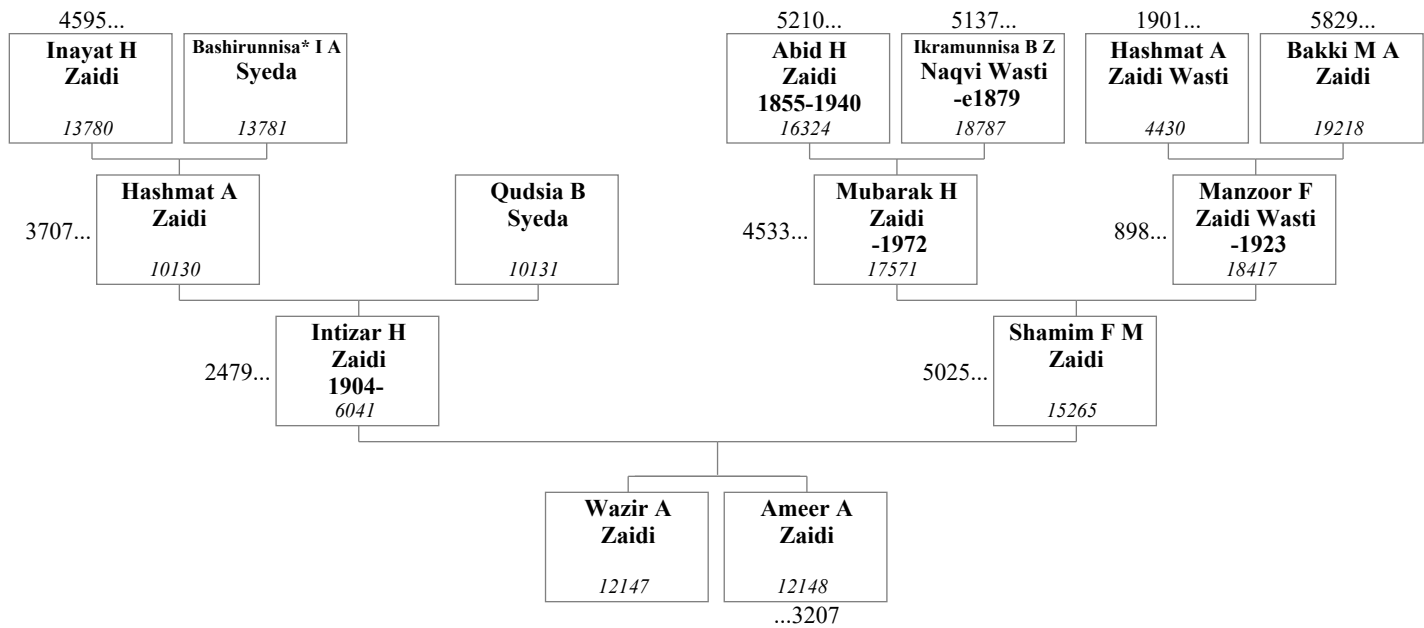 4595...
5210...
5137...
1901...
5829...
Inayat H
Zaidi
13780
Bashirunnisa* I A
Syeda
13781
Abid H
Zaidi
1855-1940
16324
Ikramunnisa B Z
Naqvi Wasti
-e1879
18787
Hashmat A
Zaidi Wasti
4430
Bakki M A
Zaidi
19218
3707...
Hashmat A
Zaidi
10130
Qudsia B
Syeda
10131
4533...
Mubarak H
Zaidi
-1972
17571
898...
Manzoor F
Zaidi Wasti
-1923
18417
2479...
Intizar H
Zaidi
1904-
6041
5025...
Shamim F M
Zaidi
15265
Wazir A
Zaidi
12147
Ameer A
Zaidi
12148
...3207